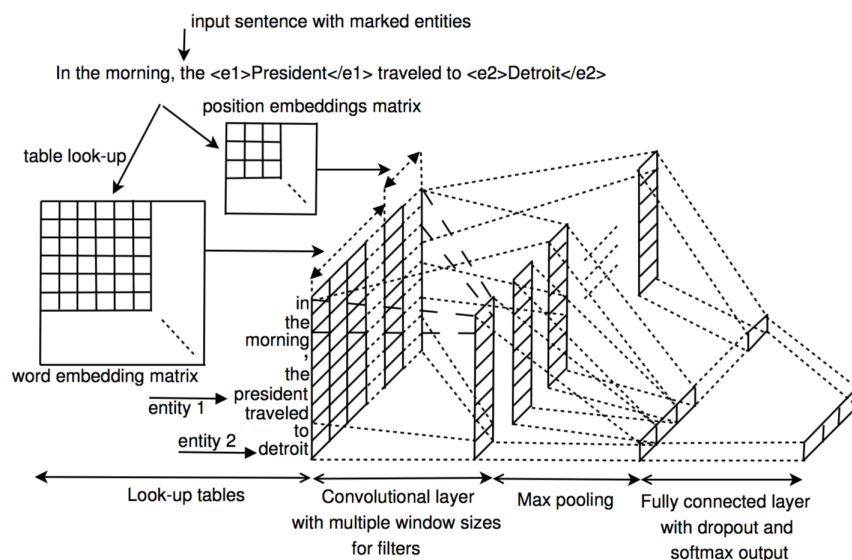 input sentence with marked entities
In the morning, the <e1>President</e1> traveled to <e2>Detroit</e2>
position embeddings matrix
table look-up
word embedding matrix
in
the
morning
,
the
president
traveled
to
detroit
entity 1
entity 2
Look-up tables
Convolutional layer
with multiple window sizes
for filters
Max pooling
Fully connected layer
with dropout and
softmax output